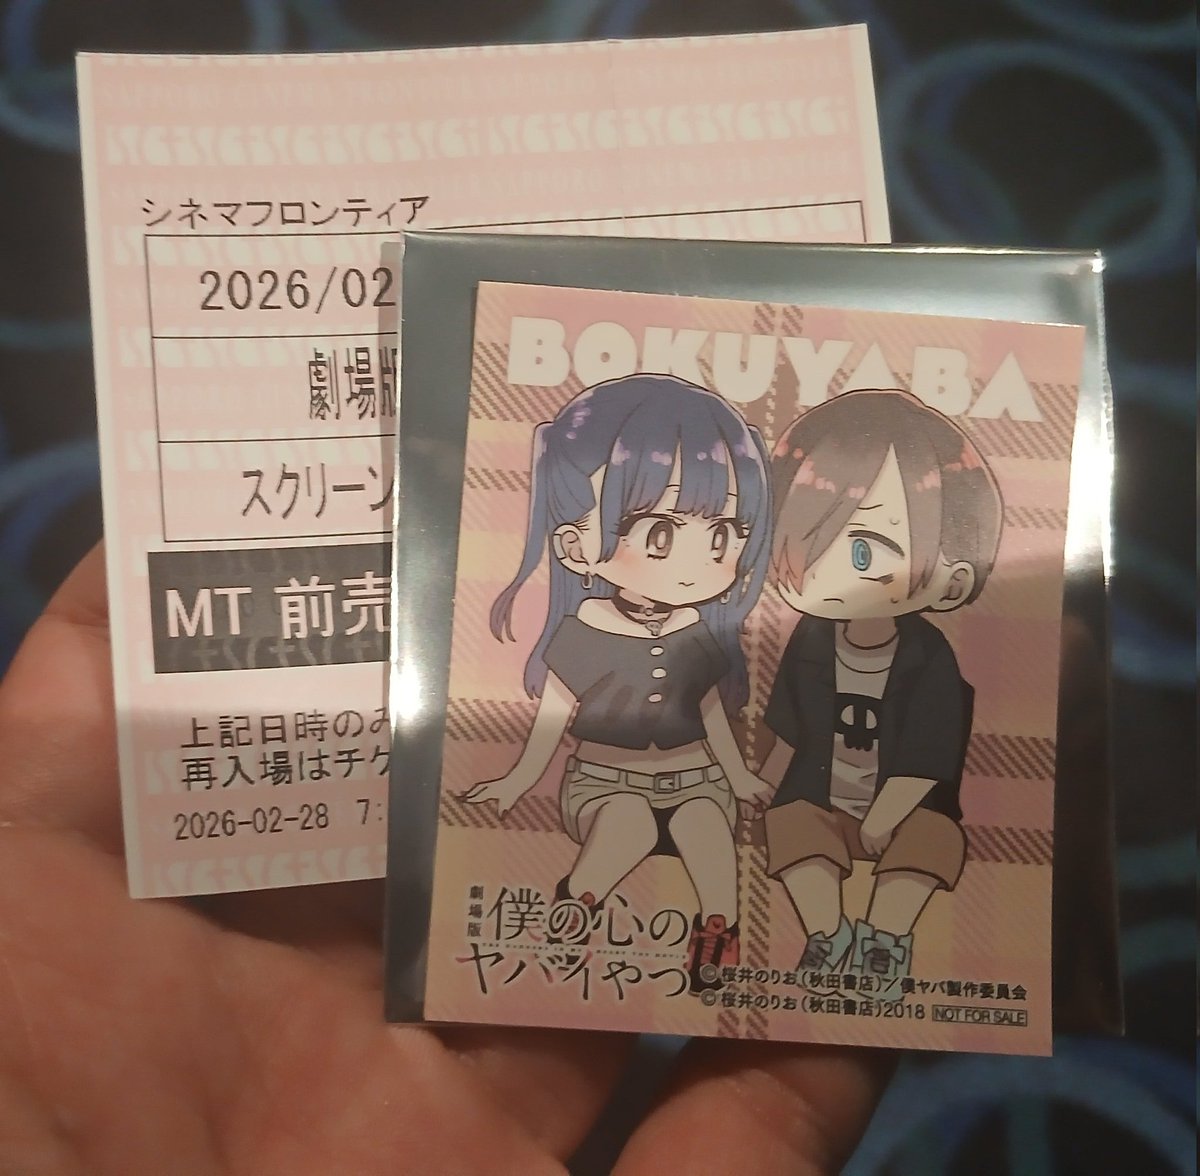 シネマフロンティア
2026/02
劇場版
スクリーン
MT 前売
上記日時のみ
再入場はチケ
2026-02-28 7:
BOKUYABA
劇場版
僕の心の
ヤバイやつ
©桜井のりお(秋田書店)/僕ヤバ製作委員会
©桜井のりお(秋田書店)2018 NOT FOR SALE